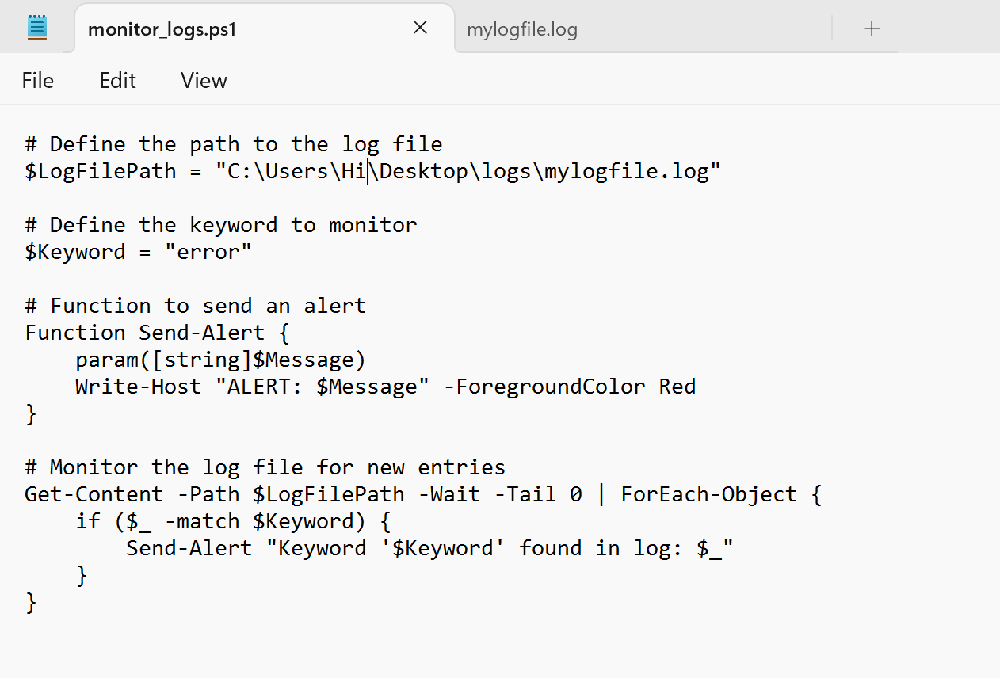 monitor_logs.ps1
mylogfile.log
File Edit View
# Define the path to the log file
$LogFilePath = "C:\Users\Hi\Desktop\logs\mylogfile.log"
# Define the keyword to monitor
$Keyword = "error"
# Function to send an alert
Function Send-Alert {
    param([string]$Message)
    Write-Host "ALERT: $Message" -ForegroundColor Red
}
# Monitor the log file for new entries
Get-Content -Path $LogFilePath -Wait -Tail 0 | ForEach-Object {
    if ($_ -match $Keyword) {
        Send-Alert "Keyword '$Keyword' found in log: $_"
    }
}